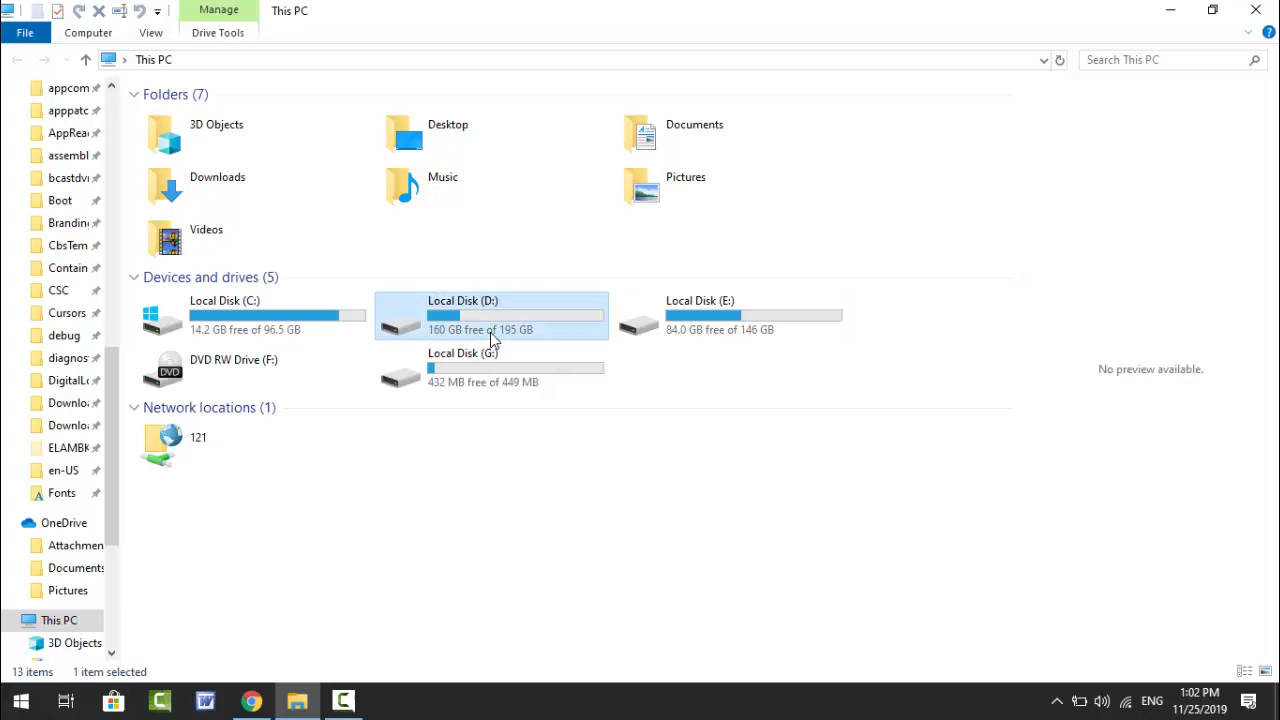 Manage
This PC
File
Computer
View
Drive Tools
This PC
Search This PC
appcom
apppatc
AppRea
assembl
bcastdv
Boot
Brandin
CbsTem
Contain
CSC
Cursors
debug
diagnos
DigitalLo
Downlo
Downlo
ELAMBK
en-US
Fonts
OneDrive
Attachmen
Documents
Pictures
This PC
3D Objects
Folders (7)
3D Objects
Desktop
Documents
Downloads
Music
Pictures
Videos
Devices and drives (5)
Local Disk (C:)
14.2 GB free of 96.5 GB
Local Disk (D:)
160 GB free of 195 GB
Local Disk (E:)
84.0 GB free of 146 GB
DVD RW Drive (F:)
DVD
Local Disk (G:)
432 MB free of 449 MB
Network locations (1)
121
No preview available.
13 items
1 item selected
ENG
1:02 PM
11/25/2019